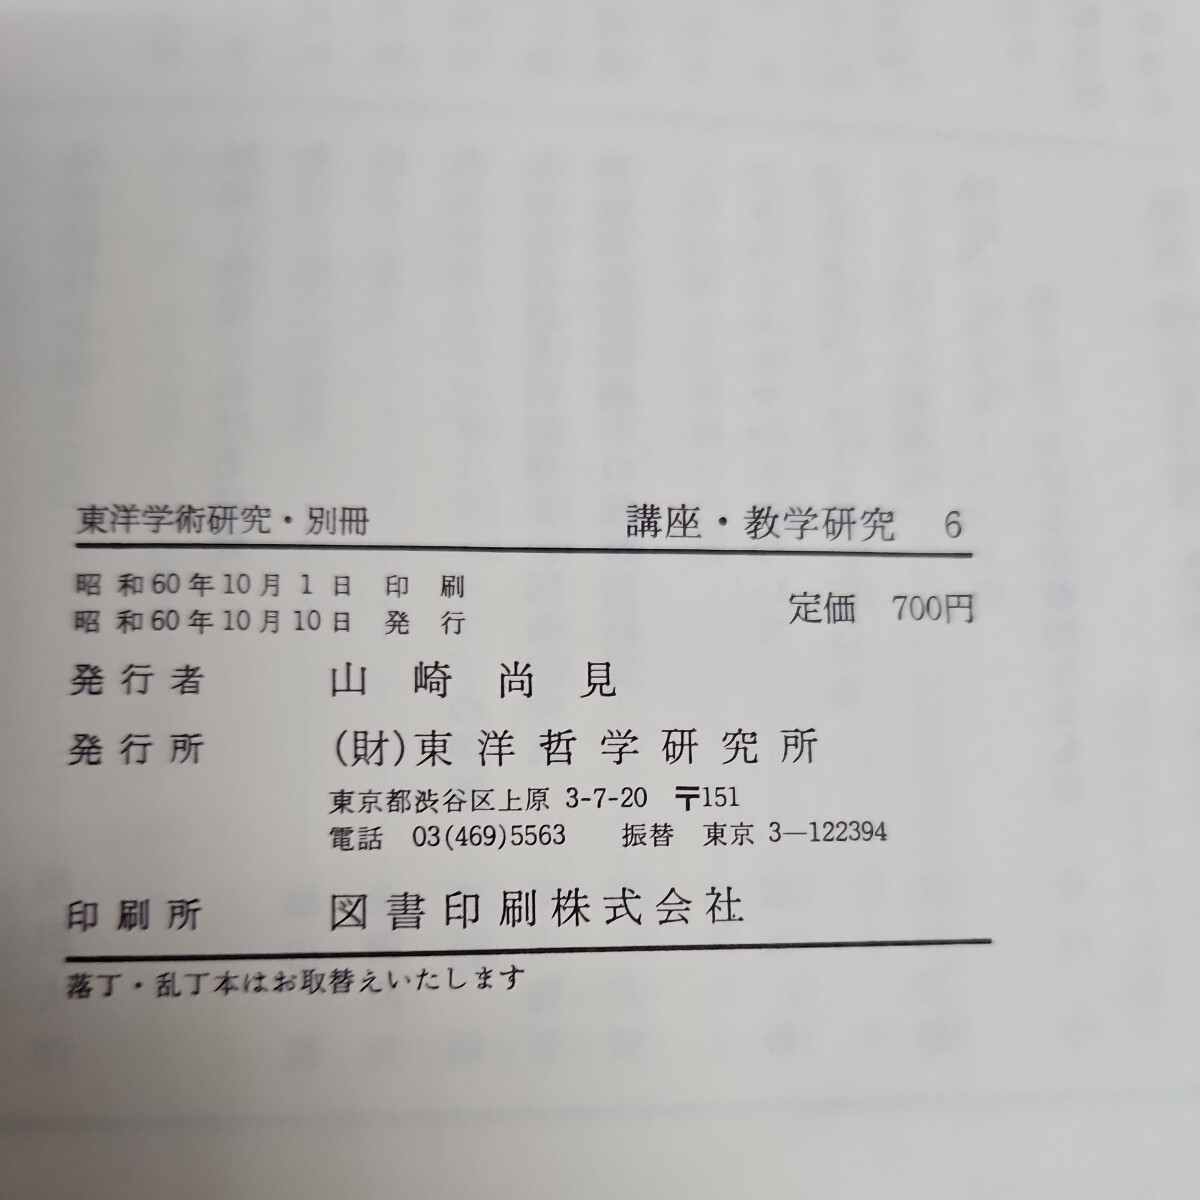 東洋学術研究・別冊　講座・教学研究　6
昭和60年10月1日　印刷
昭和60年10月10日　発行
定価　700円
発行者　山崎尚見
発行所　(財)東洋哲学研究所
東京都渋谷区上原 3-7-20　〒151
電話　03(469)5563　振替　東京 3—122394
印刷所　図書印刷株式会社
落丁・乱丁本はお取替えいたします